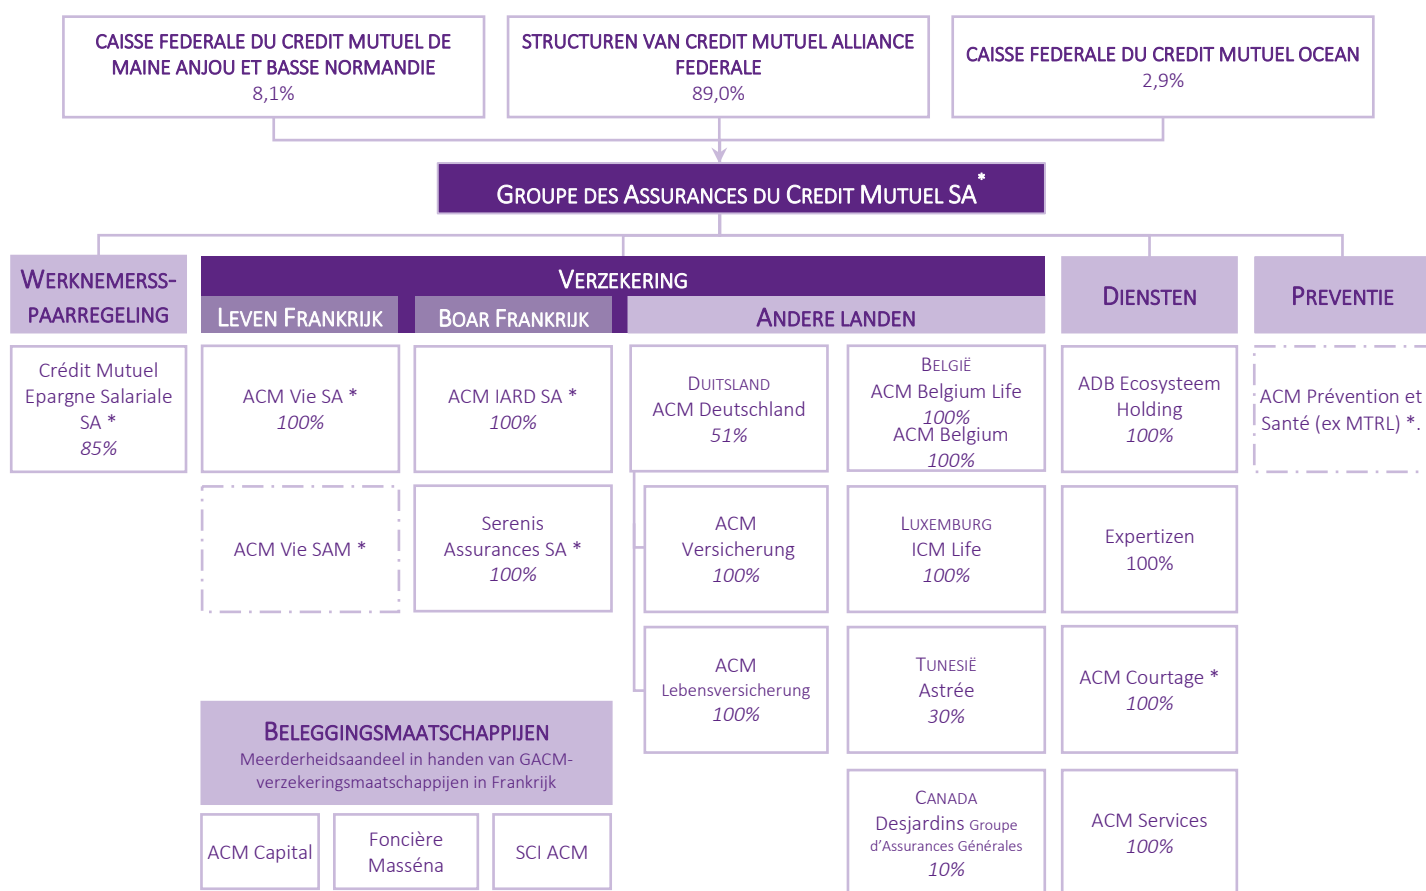 CAISSE FEDERALE DU CREDIT MUTUEL DE
MAINE ANJOU ET BASSE NORMANDIE
8,1%
STRUCTUREN VAN CREDIT MUTUEL ALLIANCE
FEDERALE
89,0%
CAISSE FEDERALE DU CREDIT MUTUEL OCEAN
2,9%
GROUPE DES ASSURANCES DU CREDIT MUTUEL SA*
WERKNEMERSS-
PAARREGELING
VERZEKERING
LEVEN FRANKRIJK
BOAR FRANKRIJK
ANDERE LANDEN
DIENSTEN
PREVENTIE
Crédit Mutuel
Epargne Salariale
SA *
85%
ACM Vie SA *
100%
ACM IARD SA *
100%
DUITSLAND
ACM Deutschland
51%
BELGIË
ACM Belgium Life
100%
ACM Belgium
100%
ADB Ecosysteem
Holding
100%
ACM Prévention et
Santé (ex MTRL) *.
ACM Vie SAM *
Serenis
Assurances SA *
100%
ACM
Versicherung
100%
LUXEMBURG
ICM Life
100%
Expertizen
100%
ACM
Lebensversicherung
100%
TUNESIË
Astrée
30%
ACM Courtage *
100%
BELEGGINGSMAATSCHAPPIJEN
Meerderheidsaandeel in handen van GACM-
verzekeringsmaatschappijen in Frankrijk
ACM Capital
Foncière
Masséna
SCI ACM
CANADA
Desjardins Groupe
d'Assurances Générales
10%
ACM Services
100%